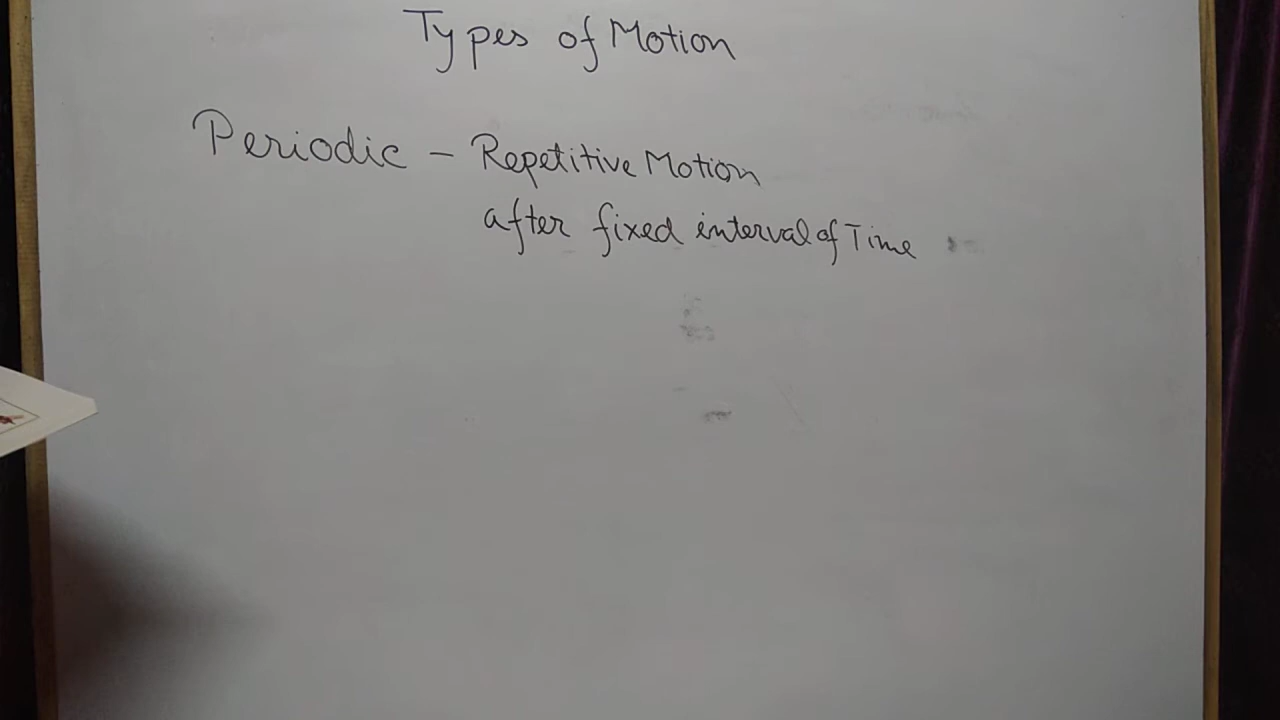 Types of Motion
Periodic - Repetitive Motion
after fixed interval of Time